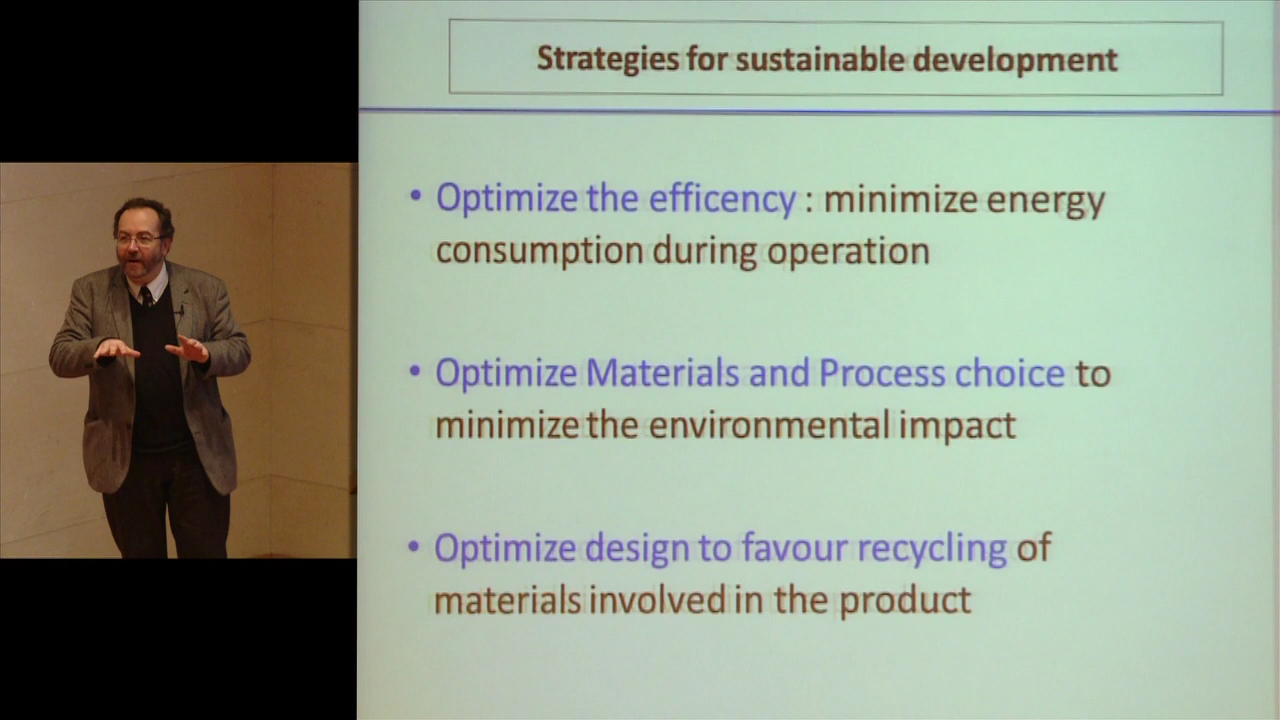 Strategies for sustainable development
• Optimize the efficency : minimize energy
consumption during operation
• Optimize Materials and Process choice to
minimize the environmental impact
• Optimize design to favour recycling of
materials involved in the product